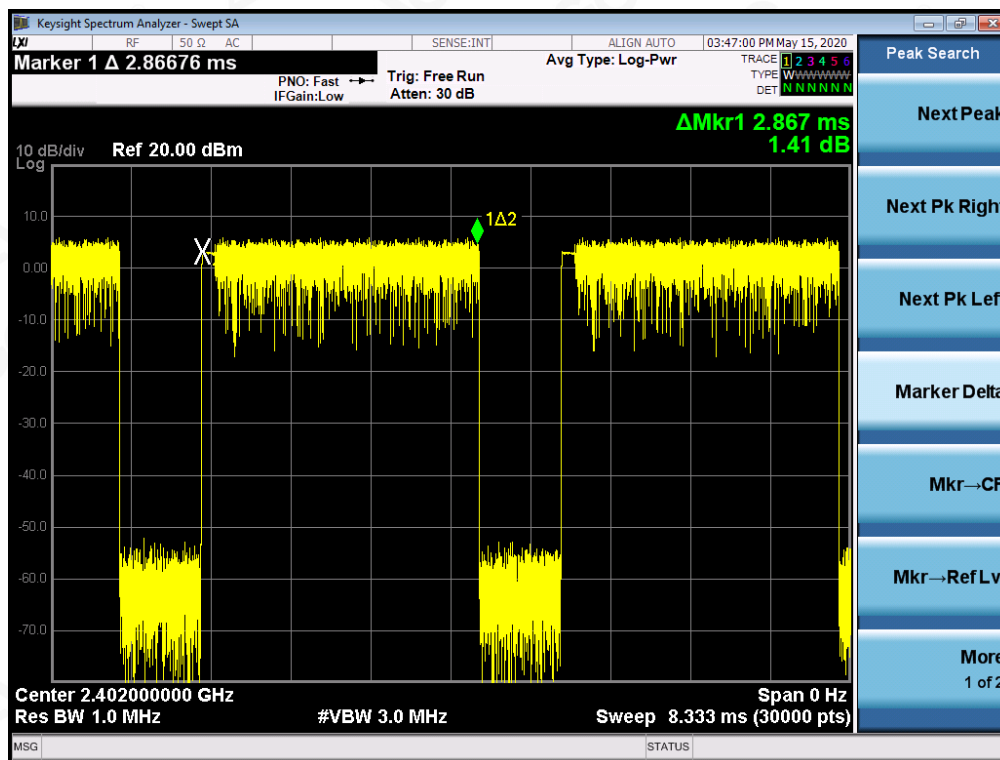 Keysight Spectrum Analyzer - Swept SA
LXI RF 50 Ω AC SENSE:INT ALIGN AUTO 03:47:00 PM May 15, 2020
Marker 1 Δ 2.86676 ms
PNO: Fast
IFGain:Low
Trig: Free Run
Atten: 30 dB
Avg Type: Log-Pwr
TRACE 1 2 3 4 5 6
TYPE WWWWWW
DET N N N N N N
Peak Search
ΔMkr1 2.867 ms
1.41 dB
10 dB/div Ref 20.00 dBm
Log
10.0
0.00
-10.0
-20.0
-30.0
-40.0
-50.0
-60.0
-70.0
1Δ2
Center 2.402000000 GHz Span 0 Hz
Res BW 1.0 MHz #VBW 3.0 MHz Sweep 8.333 ms (30000 pts)
Next Peak
Next Pk Right
Next Pk Left
Marker Delta
Mkr→CF
Mkr→Ref Lv
More
1 of 2
MSG STATUS